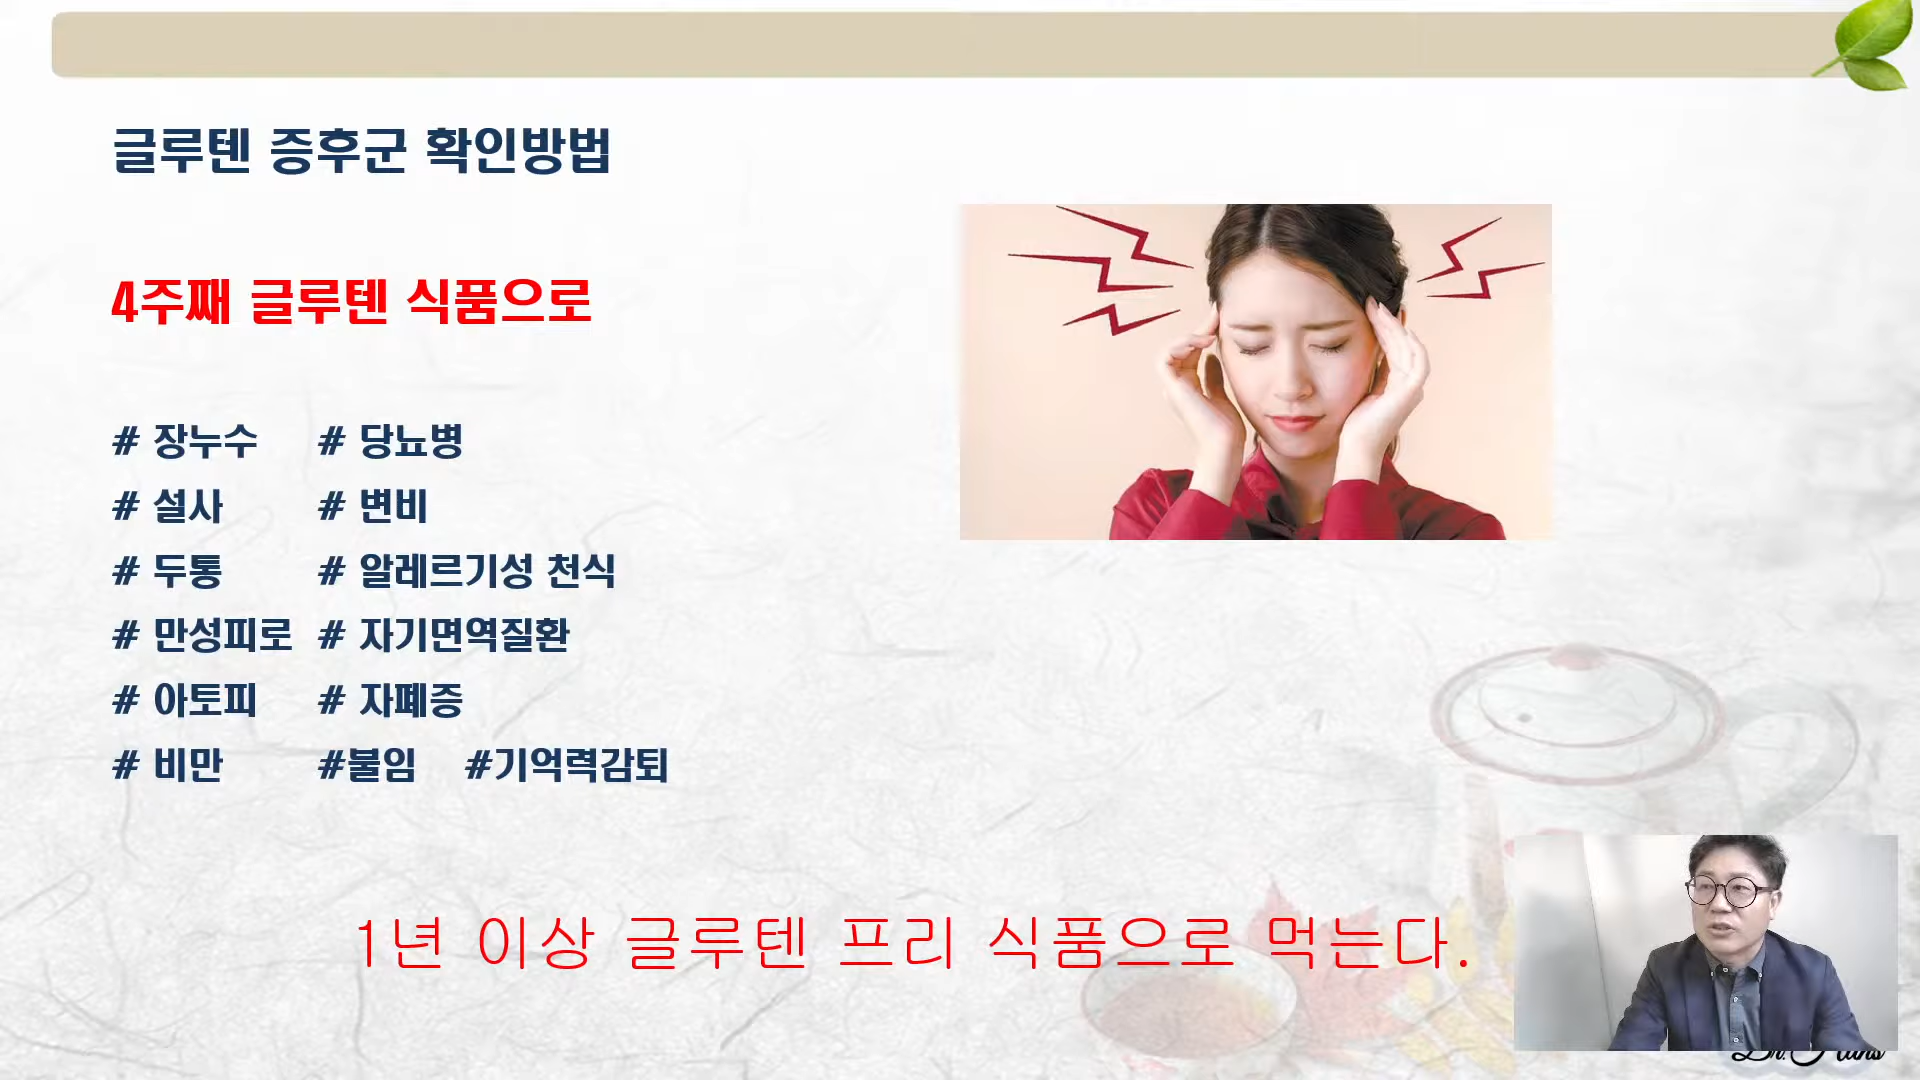 글루텐 증후군 확인방법
4주째 글루텐 식품으로
# 장누수 # 당뇨병
# 설사 # 변비
# 두통 # 알레르기성 천식
# 만성피로 # 자기면역질환
# 아토피 # 자폐증
# 비만 #불임 #기억력감퇴
1년 이상 글루텐 프리 식품으로 먹는다.